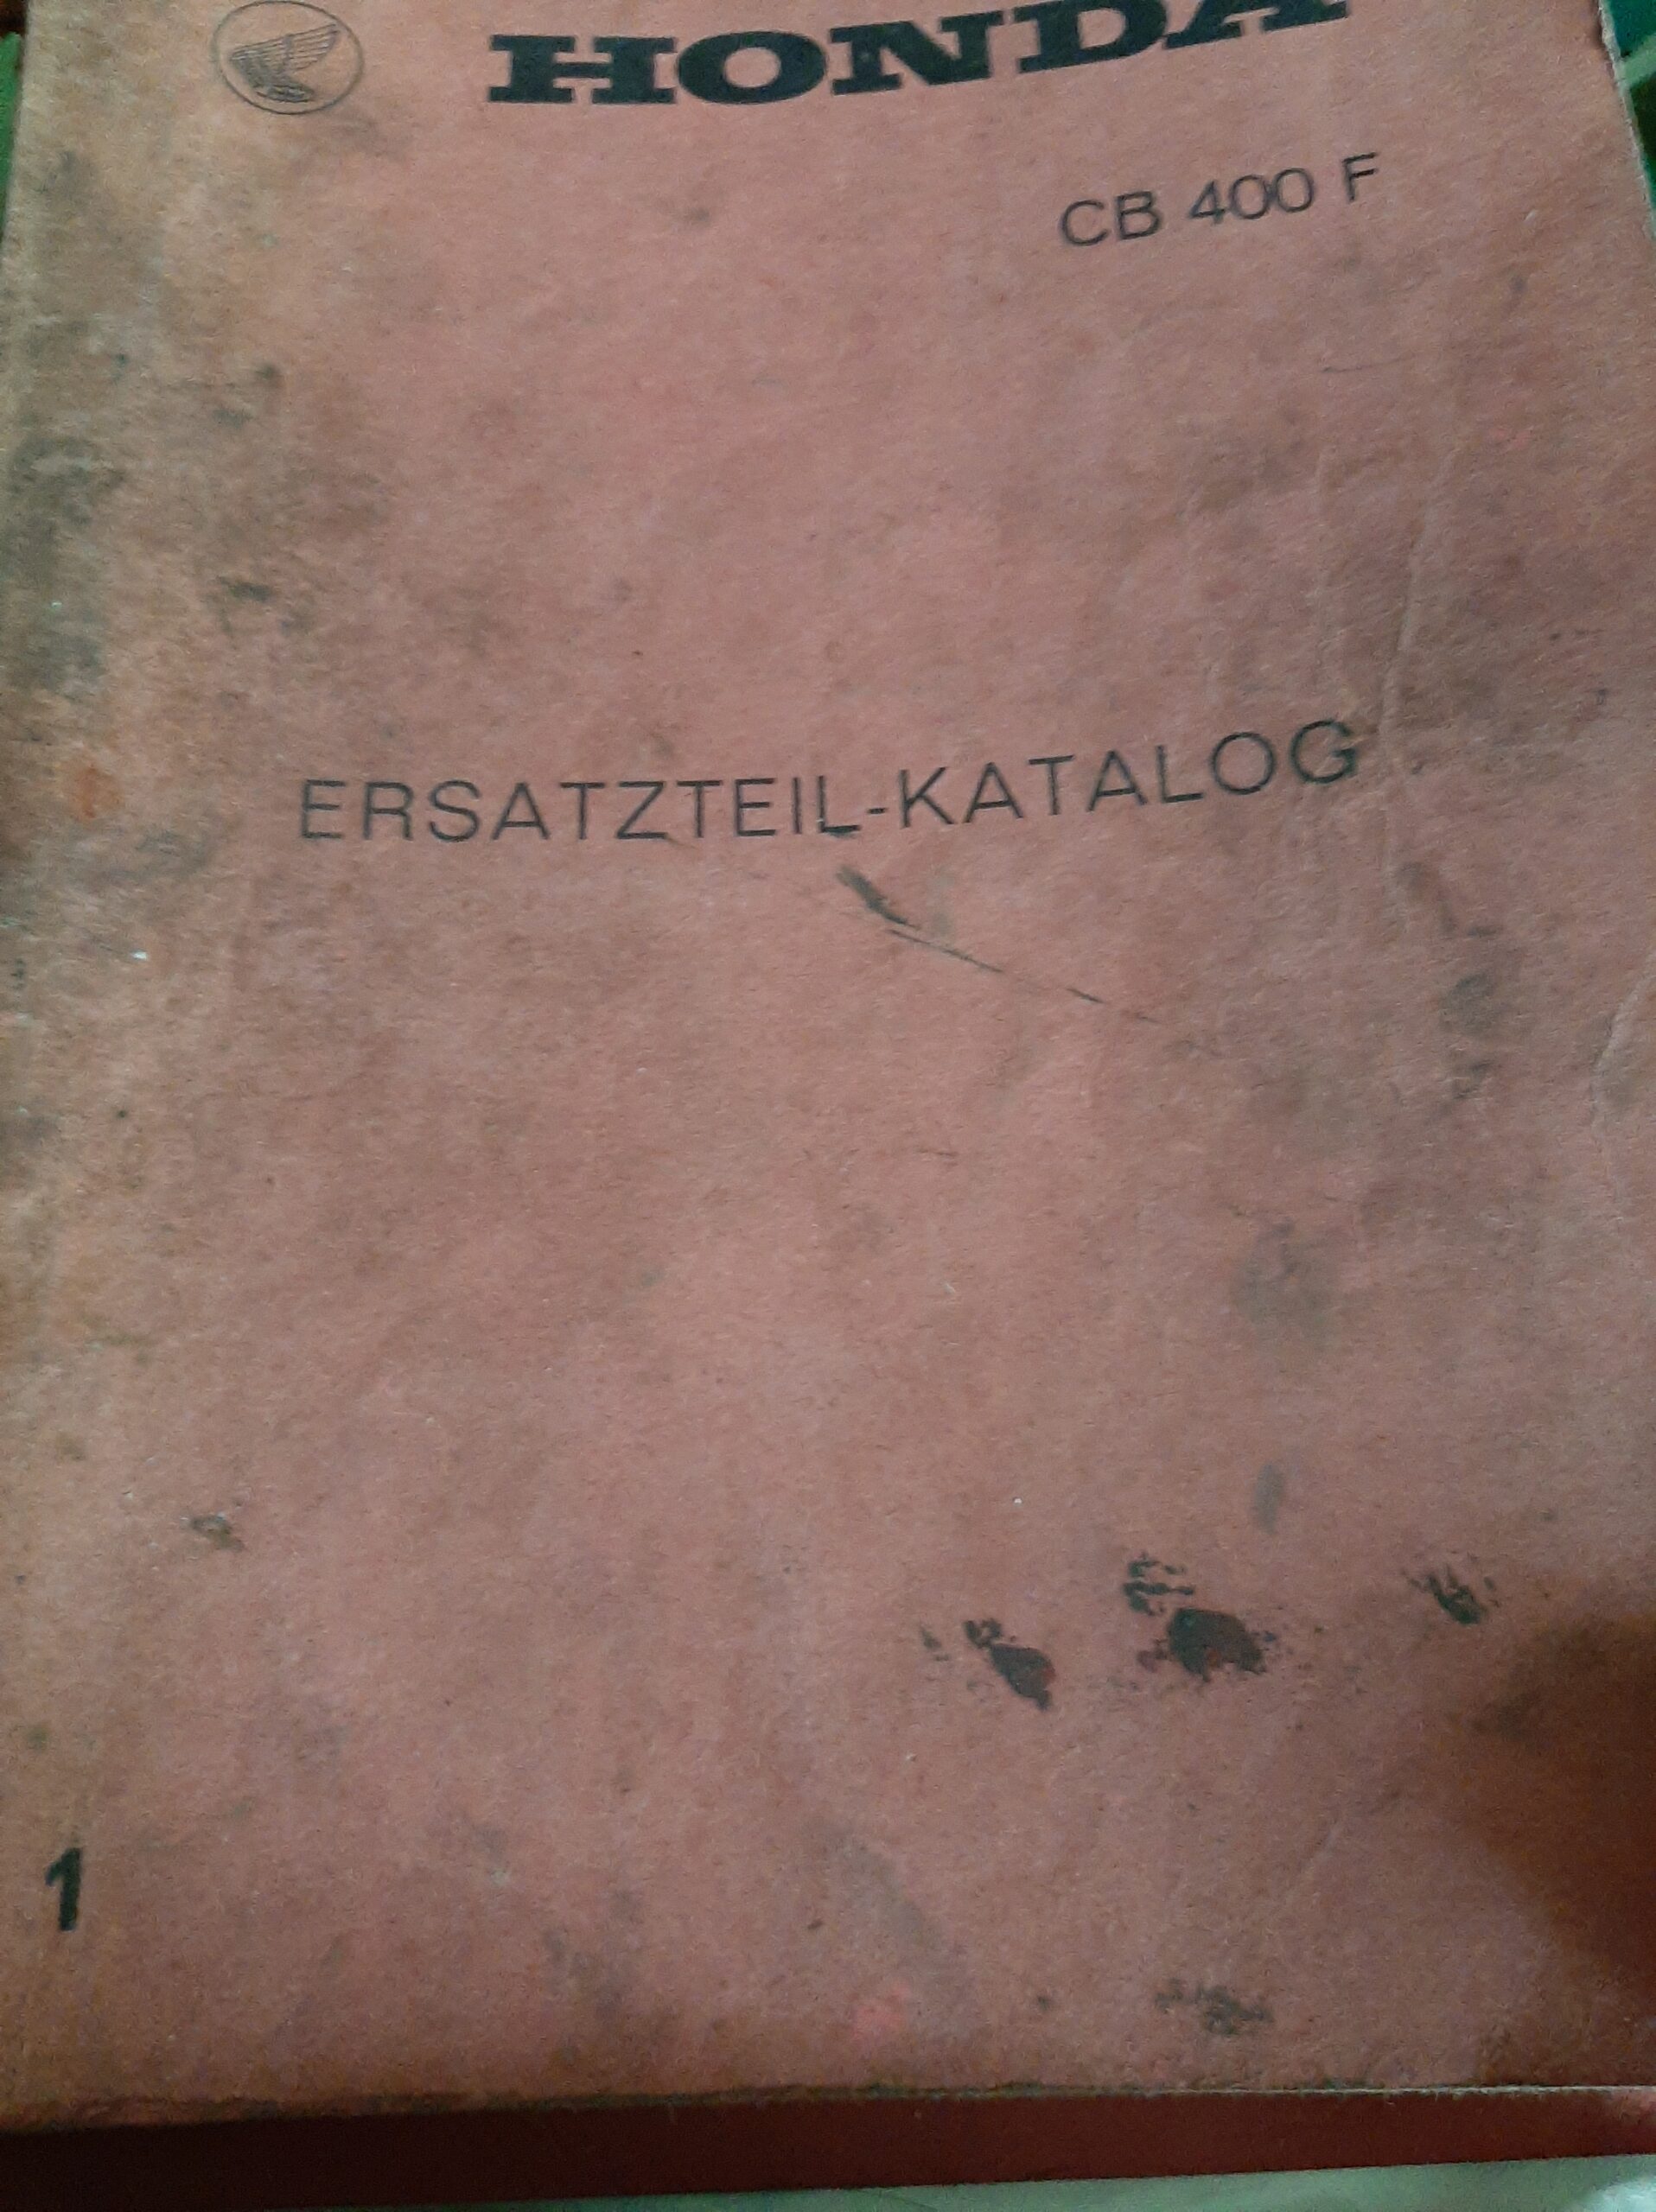 HONDA
CB 400 F
ERSATZTEIL-KATALOG
1